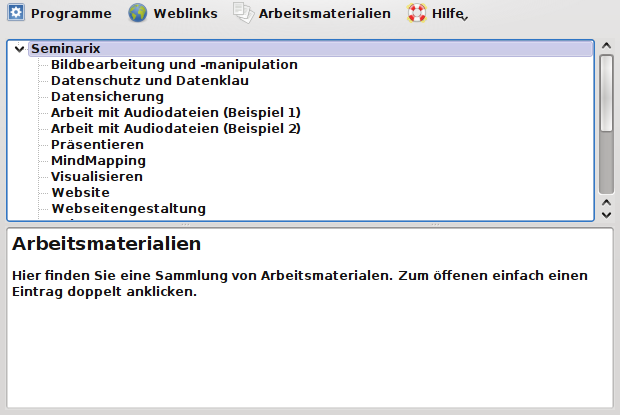 Programme Weblinks Arbeitsmaterialien Hilfe
Seminarix
Bildbearbeitung und -manipulation
Datenschutz und Datenklau
Datensicherung
Arbeit mit Audiodateien (Beispiel 1)
Arbeit mit Audiodateien (Beispiel 2)
Präsentieren
MindMapping
Visualisieren
Website
Webseitengestaltung
Arbeitsmaterialien
Hier finden Sie eine Sammlung von Arbeitsmaterialen. Zum öffenen einfach einen
Eintrag doppelt anklicken.